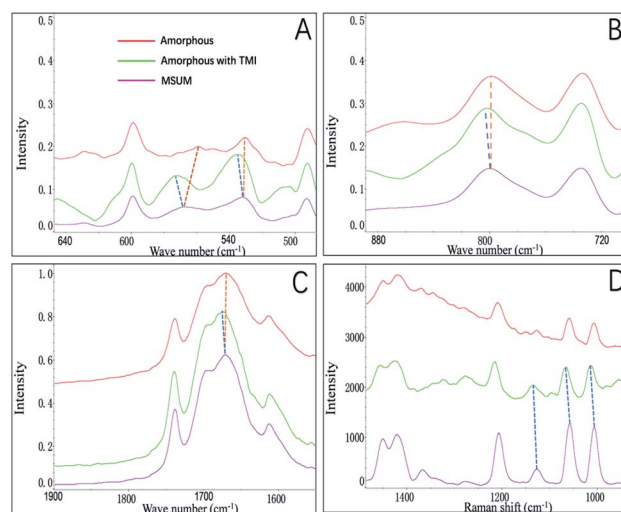 A
Amorphous
Amorphous with TMI
MSUM
Intensity
0.5
0.4
0.3
0.2
0.1
0.0
640
600
540
500
Wave number (cm⁻¹)
B
Intensity
0.5
0.4
0.3
0.2
0.1
0.0
880
800
720
Wave number (cm⁻¹)
C
Intensity
1.0
0.8
0.6
0.4
0.2
0.0
1900
1800
1700
1600
Wave number (cm⁻¹)
D
Intensity
4000
3000
2000
1000
0
1400
1200
1000
Raman shift (cm⁻¹)